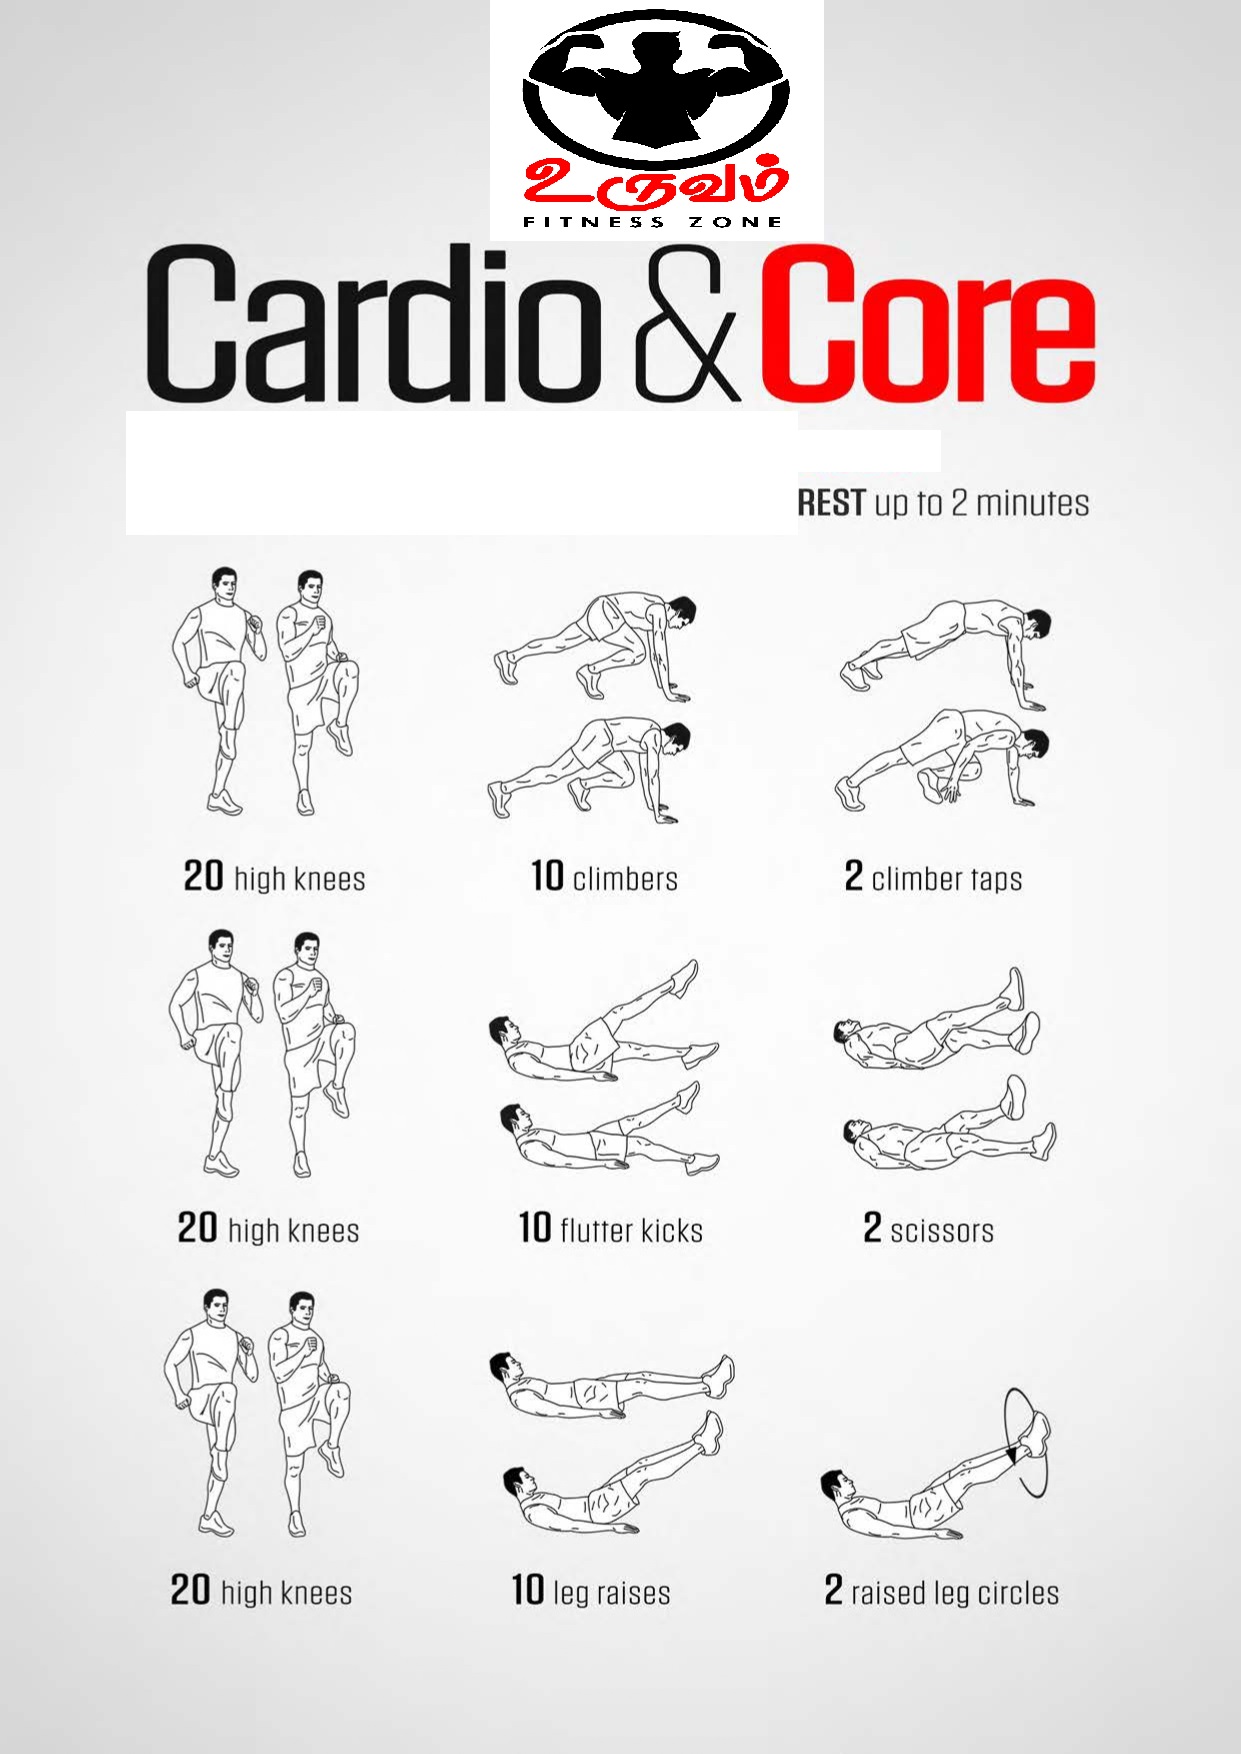 உருவம்
FITNESS ZONE
Cardio & Core
REST up to 2 minutes
20 high knees
10 climbers
2 climber taps
20 high knees
10 flutter kicks
2 scissors
20 high knees
10 leg raises
2 raised leg circles